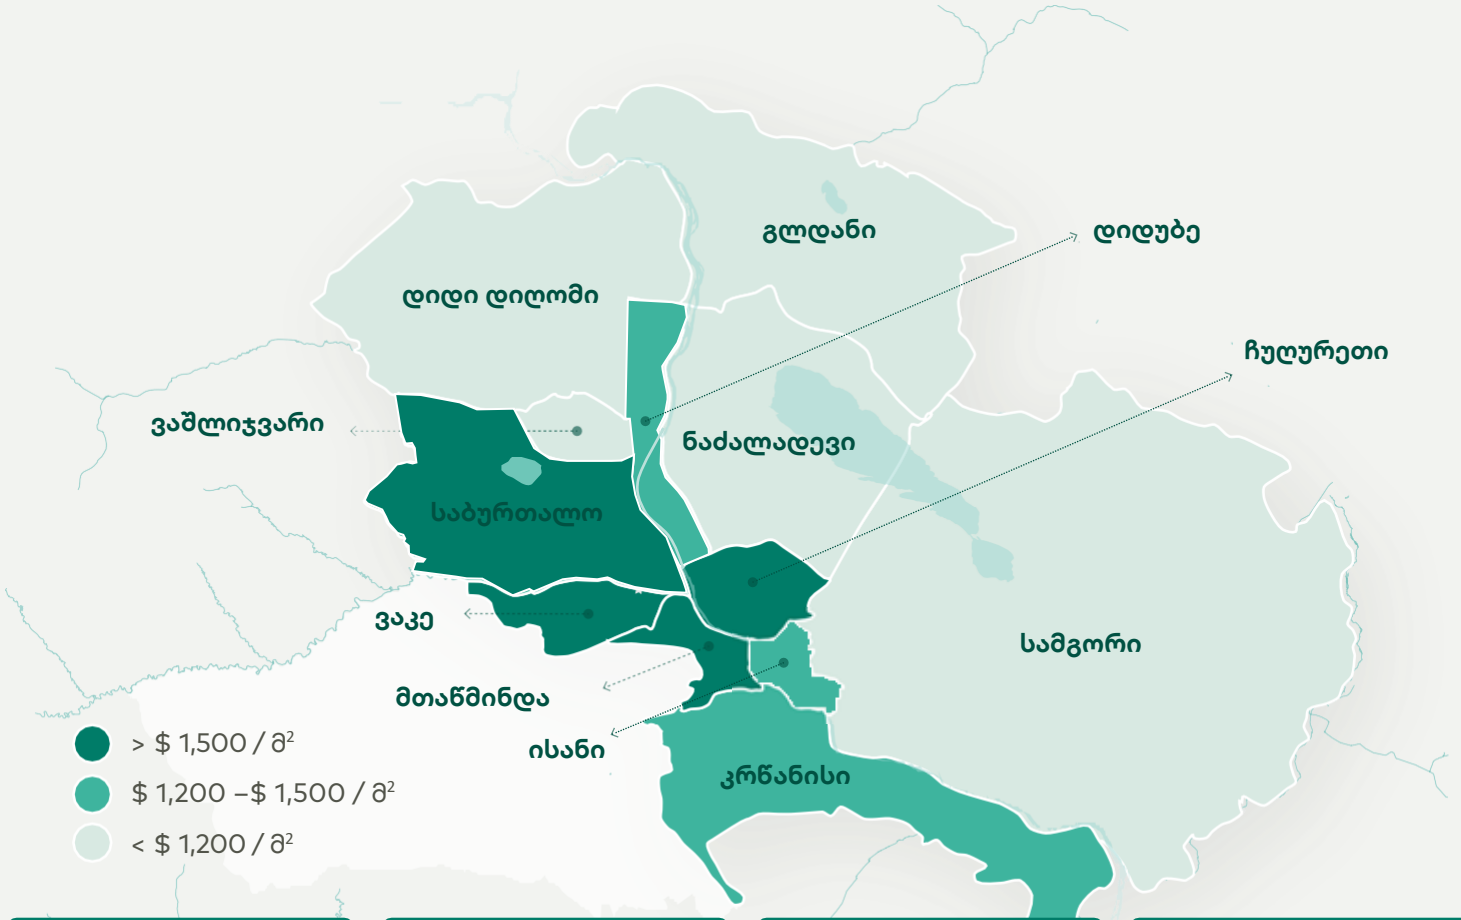 გლდანი
დიდუბე
დიდი დიღომი
ჩუღურეთი
ვაშლიჯვარი
ნაძალადევი
საბურთალო
ვაკე
სამგორი
მთაწმინდა
ისანი
კრწანისი
> $ 1,500 / მ²
$ 1,200 –$ 1,500 / მ²
< $ 1,200 / მ²